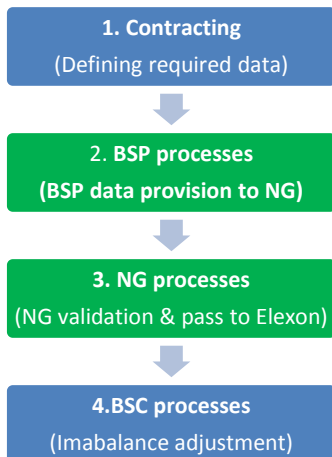 1. Contracting
(Defining required data)
2. BSP processes
(BSP data provision to NG)
3. NG processes
(NG validation & pass to Elexon)
4.BSC processes
(Imabalance adjustment)